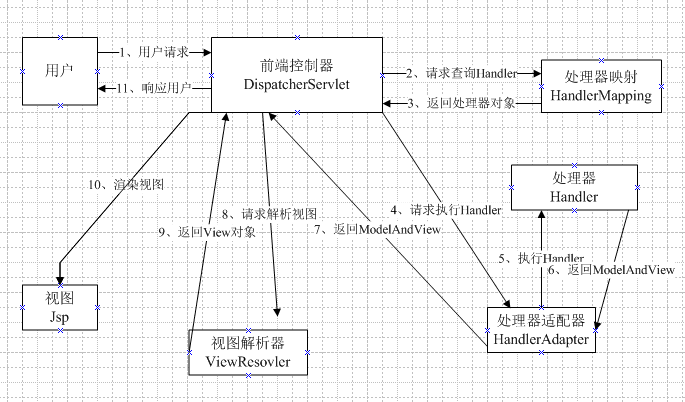 用户
1、用户请求
11、响应用户
前端控制器
DispatcherServlet
2、请求查询Handler
3、返回处理器对象
处理器映射
HandlerMapping
处理器
Handler
10、渲染视图
8、请求解析视图
9、返回View对象
7、返回ModelAndView
4、请求执行Handler
5、执行Handler
6、返回ModelAndView
视图
Jsp
视图解析器
ViewResovler
处理器适配器
HandlerAdapter